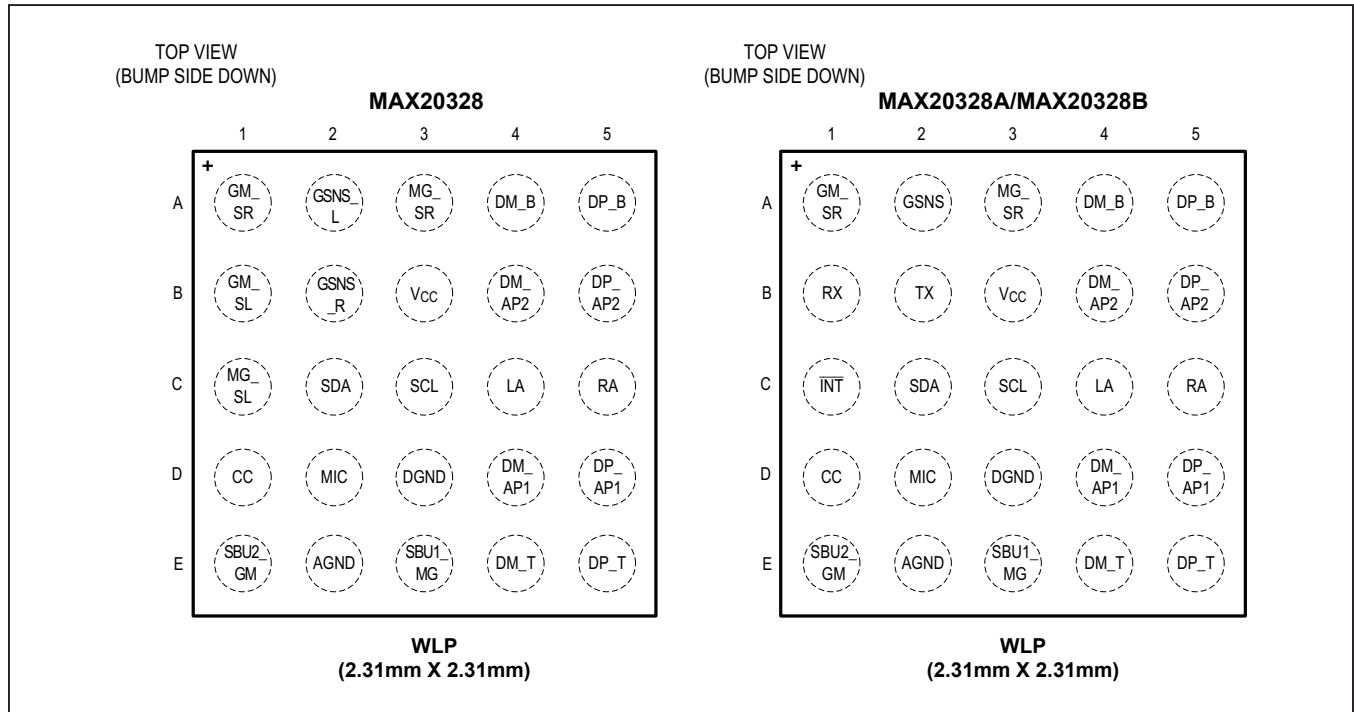 TOP VIEW
(BUMP SIDE DOWN)
MAX20328
1 2 3 4 5
+
A
GM_
SR
GSNS_
L
MG_
SR
DM_B
DP_B
B
GM_
SL
GSNS
_R
VCC
DM_
AP2
DP_
AP2
C
MG_
SL
SDA
SCL
LA
RA
D
CC
MIC
DGND
DM_
AP1
DP_
AP1
E
SBU2_
GM
AGND
SBU1_
MG
DM_T
DP_T
WLP
(2.31mm X 2.31mm)
TOP VIEW
(BUMP SIDE DOWN)
MAX20328A/MAX20328B
1 2 3 4 5
+
A
GM_
SR
GSNS
MG_
SR
DM_B
DP_B
B
RX
TX
VCC
DM_
AP2
DP_
AP2
C
INT
SDA
SCL
LA
RA
D
CC
MIC
DGND
DM_
AP1
DP_
AP1
E
SBU2_
GM
AGND
SBU1_
MG
DM_T
DP_T
WLP
(2.31mm X 2.31mm)